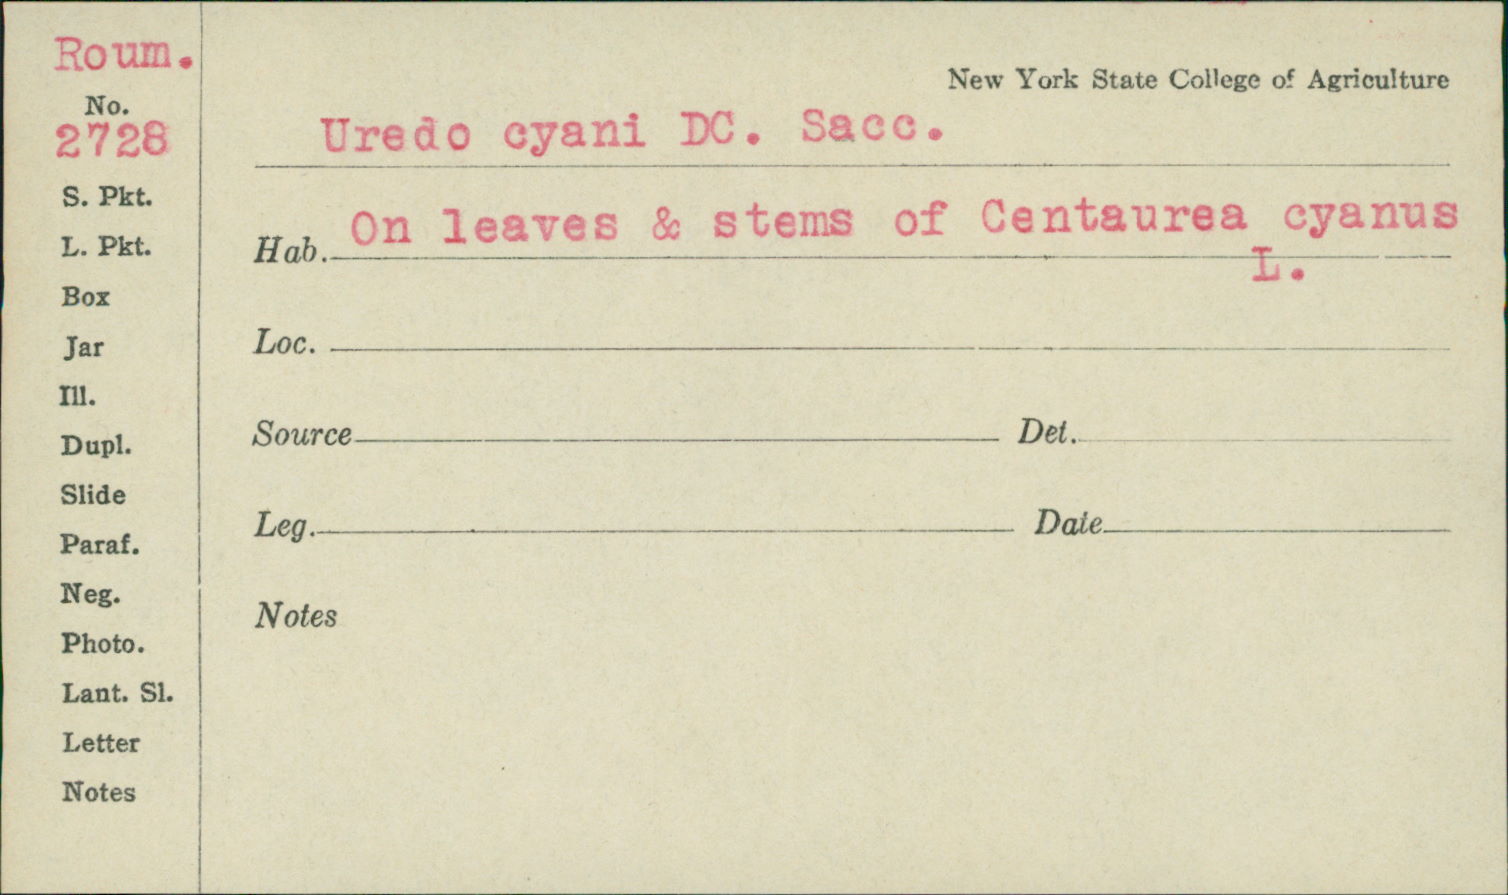 Roum.
No.
2728
S. Pkt.
L. Pkt.
Box
Jar
Ill.
Dupl.
Slide
Paraf.
Neg.
Photo.
Lant. Sl.
Letter
Notes
New York State College of Agriculture
Uredo cyani DC. Sacc.
Hab. On leaves & stems of Centaurea cyanus
L.
Loc.
Source Det.
Leg. Date
Notes